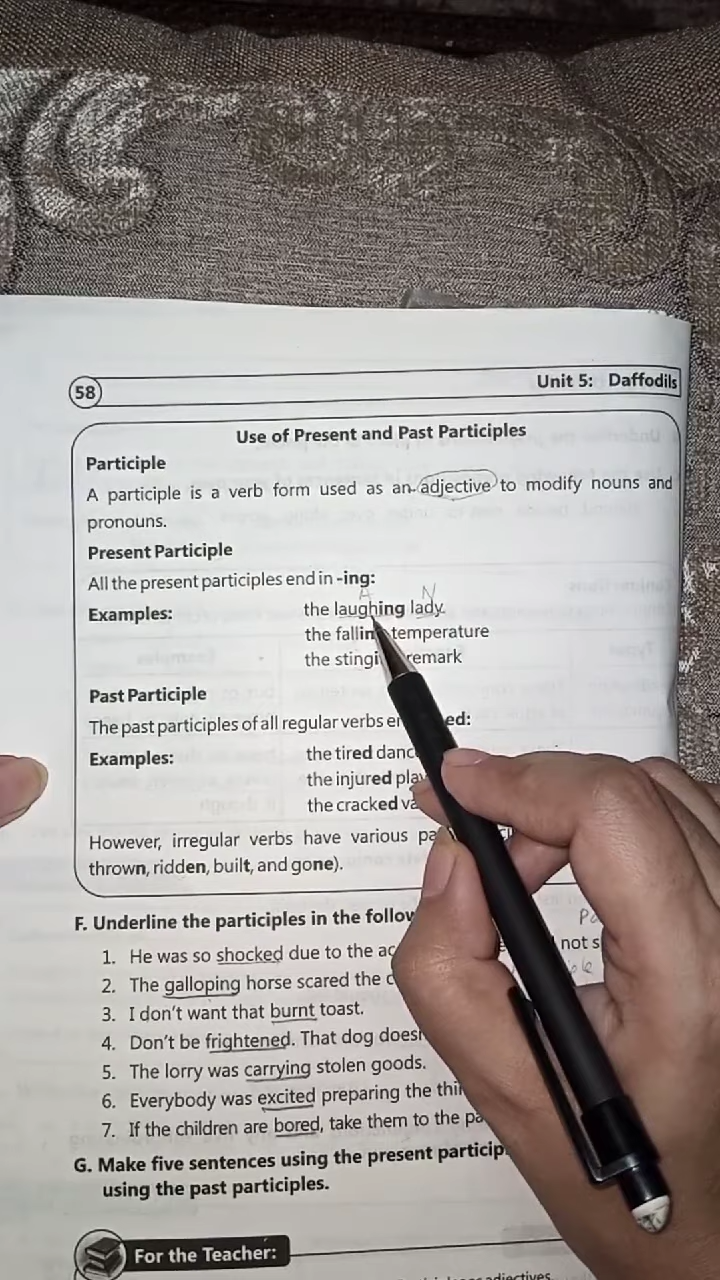 58
Unit 5: Daffodils
Use of Present and Past Participles
Participle
A participle is a verb form used as an adjective to modify nouns and
pronouns.
Present Participle
All the present participles end in -ing:
A N
Examples: the laughing lady.
the fallin temperature
the stingi remark
Past Participle
The past participles of all regular verbs en ed:
Examples: the tired danc
the injured play
the cracked va
However, irregular verbs have various pa
thrown, ridden, built, and gone).
F. Underline the participles in the follow
1. He was so shocked due to the ac not s
2. The galloping horse scared the c
3. I don't want that burnt toast.
4. Don't be frightened. That dog does
5. The lorry was carrying stolen goods.
6. Everybody was excited preparing the thi
7. If the children are bored, take them to the pa
G. Make five sentences using the present particip
using the past participles.
For the Teacher:
adjectives